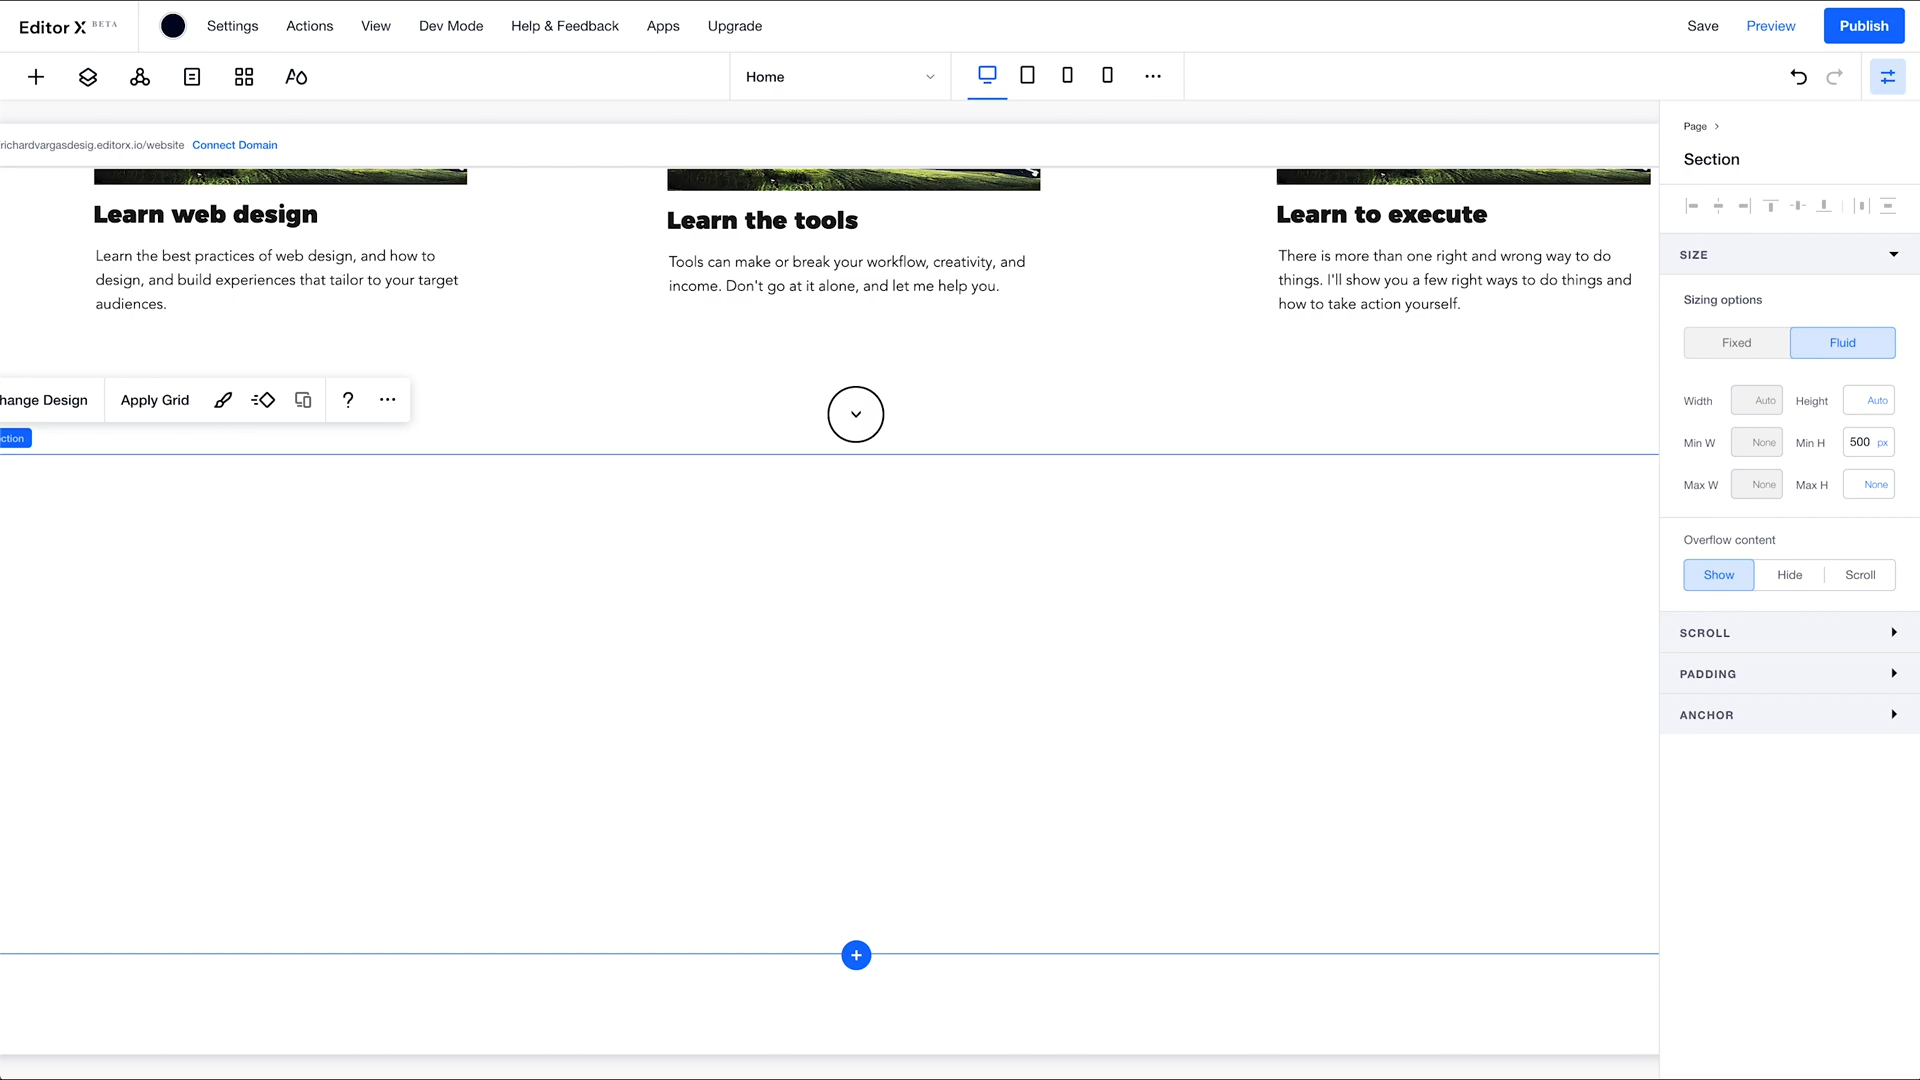 Editor X BETA
Settings
Actions
View
Dev Mode
Help & Feedback
Apps
Upgrade
Save
Preview
Publish
Home
richardvargasdesig.editorx.io/website Connect Domain
Learn web design
Learn the best practices of web design, and how to
design, and build experiences that tailor to your target
audiences.
Learn the tools
Tools can make or break your workflow, creativity, and
income. Don't go at it alone, and let me help you.
Learn to execute
There is more than one right and wrong way to do
things. I'll show you a few right ways to do things and
how to take action yourself.
hange Design
Apply Grid
?
ction
Page >
Section
SIZE
Sizing options
Fixed
Fluid
Width Auto Height Auto
Min W None Min H 500 px
Max W None Max H None
Overflow content
Show
Hide
Scroll
SCROLL
PADDING
ANCHOR